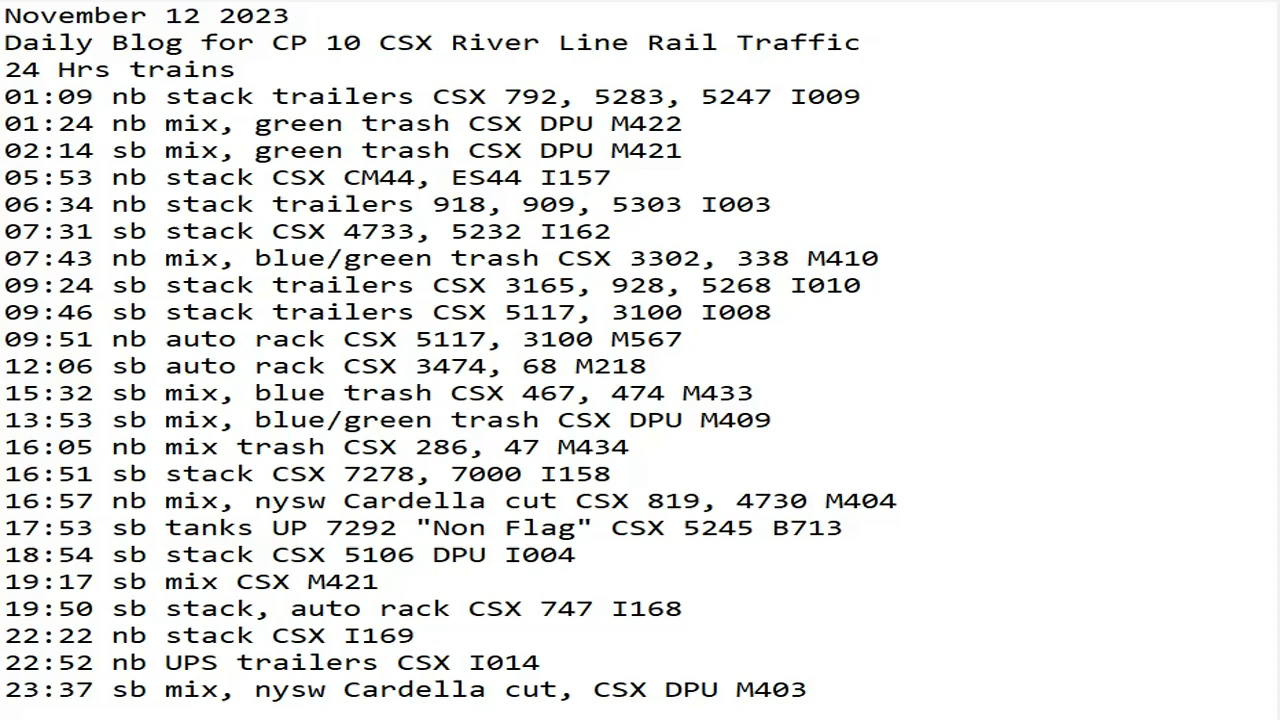 November 12 2023
Daily Blog for CP 10 CSX River Line Rail Traffic
24 Hrs trains
01:09 nb stack trailers CSX 792, 5283, 5247 I009
01:24 nb mix, green trash CSX DPU M422
02:14 sb mix, green trash CSX DPU M421
05:53 nb stack CSX CM44, ES44 I157
06:34 nb stack trailers 918, 909, 5303 I003
07:31 sb stack CSX 4733, 5232 I162
07:43 nb mix, blue/green trash CSX 3302, 338 M410
09:24 sb stack trailers CSX 3165, 928, 5268 I010
09:46 sb stack trailers CSX 5117, 3100 I008
09:51 nb auto rack CSX 5117, 3100 M567
12:06 sb auto rack CSX 3474, 68 M218
15:32 sb mix, blue trash CSX 467, 474 M433
13:53 sb mix, blue/green trash CSX DPU M409
16:05 nb mix trash CSX 286, 47 M434
16:51 sb stack CSX 7278, 7000 I158
16:57 nb mix, nysw Cardella cut CSX 819, 4730 M404
17:53 sb tanks UP 7292 "Non Flag" CSX 5245 B713
18:54 sb stack CSX 5106 DPU I004
19:17 sb mix CSX M421
19:50 sb stack, auto rack CSX 747 I168
22:22 nb stack CSX I169
22:52 nb UPS trailers CSX I014
23:37 sb mix, nysw Cardella cut, CSX DPU M403